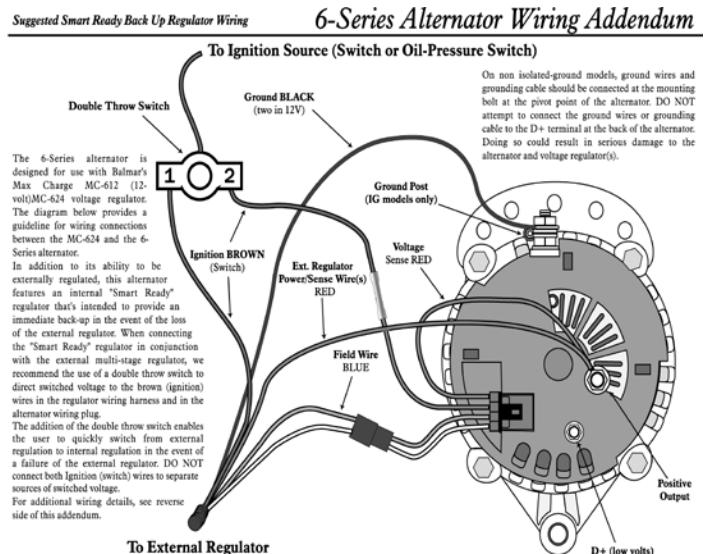 Suggested Smart Ready Back Up Regulator Wiring
6-Series Alternator Wiring Addendum
To Ignition Source (Switch or Oil-Pressure Switch)
On non isolated-ground models, ground wires and
grounding cable should be connected at the mounting
bolt at the pivot point of the alternator. DO NOT
attempt to connect the ground wires or grounding
cable to the D+ terminal at the back of the alternator.
Doing so could result in serious damage to the
alternator and voltage regulator(s).
Double Throw Switch
Ground BLACK
(two in 12V)
The 6-Series alternator is
designed for use with Balmar's
Max Charge MC-612 (12-
volt)MC-624 voltage regulator.
The diagram below provides a
guideline for wiring connections
between the MC-624 and the 6-
Series alternator.
In addition to its ability to be
externally regulated, this alternator
features an internal "Smart Ready"
regulator that's intended to provide an
immediate back-up in the event of the loss
of the external regulator. When connecting
the "Smart Ready" regulator in conjunction
with the external multi-stage regulator, we
recommend the use of a double throw switch to
direct switched voltage to the brown (ignition)
wires in the regulator wiring harness and in the
alternator wiring plug.
The addition of the double throw switch enables
the user to quickly switch from external
regulation to internal regulation in the event of
a failure of the external regulator. DO NOT
connect both Ignition (switch) wires to separate
sources of switched voltage.
For additional wiring details, see reverse
side of this addendum.
1
2
Ground Post
(IG models only)
Ignition BROWN
(Switch)
Voltage
Sense RED
Ext. Regulator
Power/Sense Wire(s)
RED
Field Wire
BLUE
Positive
Output
D+ (low volts)
To External Regulator